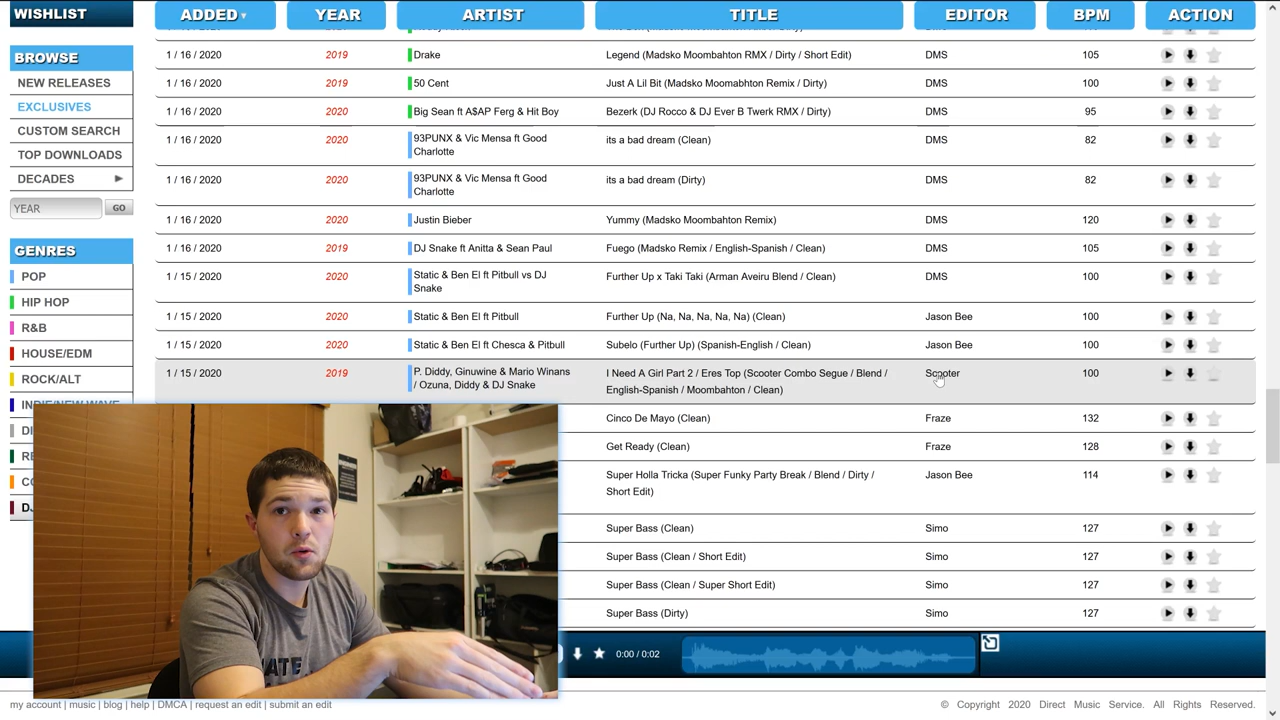 WISHLIST
ADDED ▾ YEAR ARTIST TITLE EDITOR BPM ACTION
BROWSE
NEW RELEASES
EXCLUSIVES
CUSTOM SEARCH
TOP DOWNLOADS
DECADES
YEAR GO
GENRES
POP
HIP HOP
R&B
HOUSE/EDM
ROCK/ALT
1 / 16 / 2020 2019 Drake Legend (Madsko Moombahton RMX / Dirty / Short Edit) DMS 105
1 / 16 / 2020 2019 50 Cent Just A Lil Bit (Madsko Moomabhton Remix / Dirty) DMS 100
1 / 16 / 2020 2020 Big Sean ft A$AP Ferg & Hit Boy Bezerk (DJ Rocco & DJ Ever B Twerk RMX / Dirty) DMS 95
1 / 16 / 2020 2020 93PUNX & Vic Mensa ft Good its a bad dream (Clean) DMS 82
Charlotte
1 / 16 / 2020 2020 93PUNX & Vic Mensa ft Good its a bad dream (Dirty) DMS 82
Charlotte
1 / 16 / 2020 2020 Justin Bieber Yummy (Madsko Moombahton Remix) DMS 120
1 / 16 / 2020 2019 DJ Snake ft Anitta & Sean Paul Fuego (Madsko Remix / English-Spanish / Clean) DMS 105
1 / 15 / 2020 2020 Static & Ben El ft Pitbull vs DJ Further Up x Taki Taki (Arman Aveiru Blend / Clean) DMS 100
Snake
1 / 15 / 2020 2020 Static & Ben El ft Pitbull Further Up (Na, Na, Na, Na, Na) (Clean) Jason Bee 100
1 / 15 / 2020 2020 Static & Ben El ft Chesca & Pitbull Subelo (Further Up) (Spanish-English / Clean) Jason Bee 100
1 / 15 / 2020 2019 P. Diddy, Ginuwine & Mario Winans I Need A Girl Part 2 / Eres Top (Scooter Combo Segue / Blend / Scooter 100
/ Ozuna, Diddy & DJ Snake English-Spanish / Moombahton / Clean)
Cinco De Mayo (Clean) Fraze 132
Get Ready (Clean) Fraze 128
Super Holla Tricka (Super Funky Party Break / Blend / Dirty / Jason Bee 114
Short Edit)
Super Bass (Clean) Simo 127
Super Bass (Clean / Short Edit) Simo 127
Super Bass (Clean / Super Short Edit) Simo 127
Super Bass (Dirty) Simo 127
0:00 / 0:02
my account | music | blog | help | DMCA | request an edit | submit an edit
© Copyright 2020 Direct Music Service. All Rights Reserved.